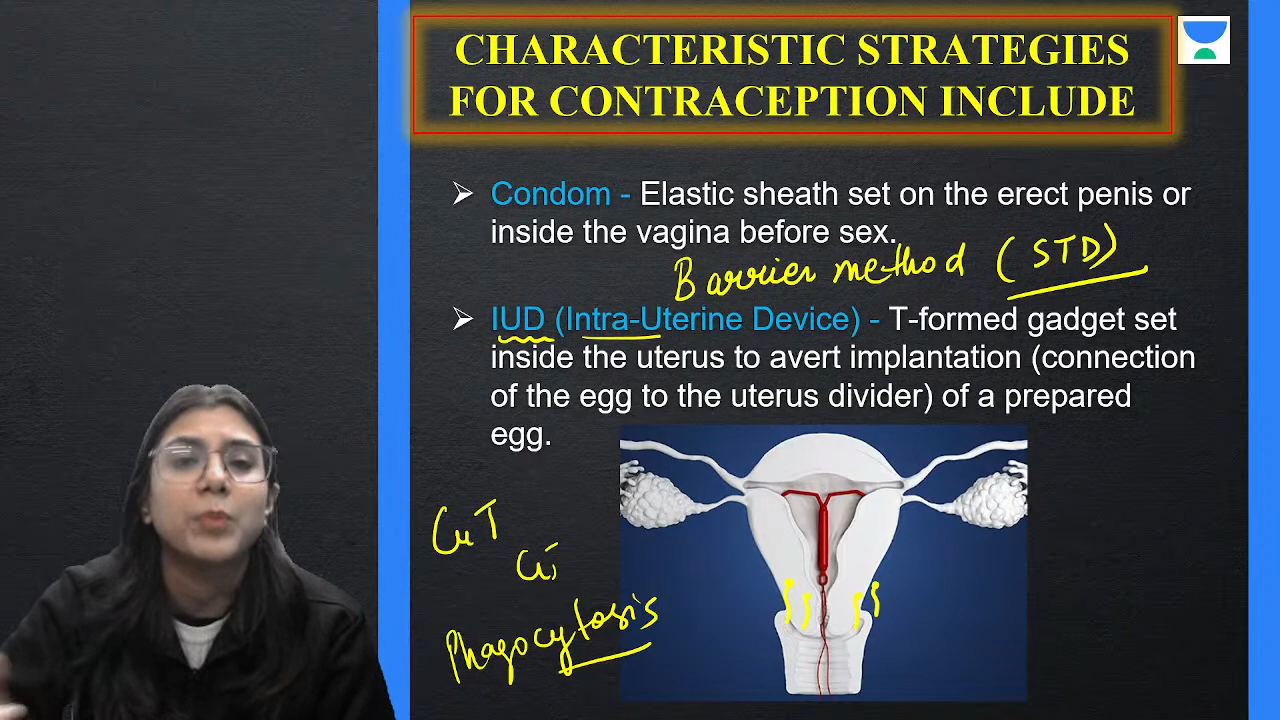 CHARACTERISTIC STRATEGIES
FOR CONTRACEPTION INCLUDE
➤ Condom - Elastic sheath set on the erect penis or
inside the vagina before sex.
Barrier method (STD)
➤ IUD (Intra-Uterine Device) - T-formed gadget set
inside the uterus to avert implantation (connection
of the egg to the uterus divider) of a prepared
egg.
CuT
Phagocytosis